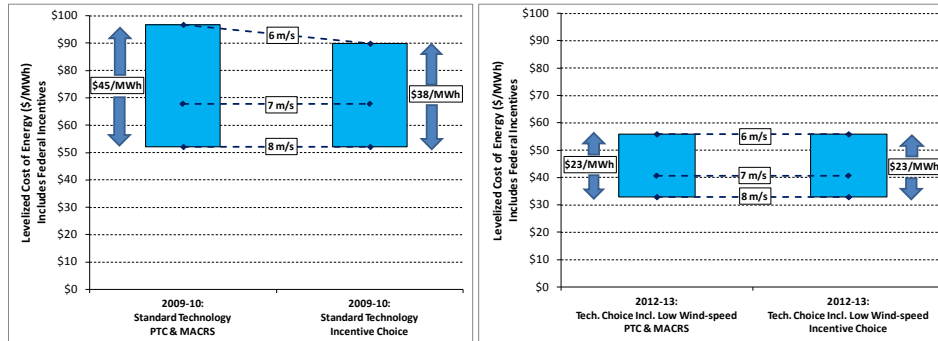 Levelized Cost of Energy ($/MWh)
Includes Federal Incentives
$100
$90
$80
$70
$60
$50
$40
$30
$20
$10
$0
6 m/s
7 m/s
8 m/s
$45/MWh
$38/MWh
2009-10:
Standard Technology
PTC & MACRS
2009-10:
Standard Technology
Incentive Choice
Levelized Cost of Energy ($/MWh)
Includes Federal Incentives
$100
$90
$80
$70
$60
$50
$40
$30
$20
$10
$0
6 m/s
7 m/s
8 m/s
$23/MWh
$23/MWh
2012-13:
Tech. Choice Incl. Low Wind-speed
PTC & MACRS
2012-13:
Tech. Choice Incl. Low Wind-speed
Incentive Choice